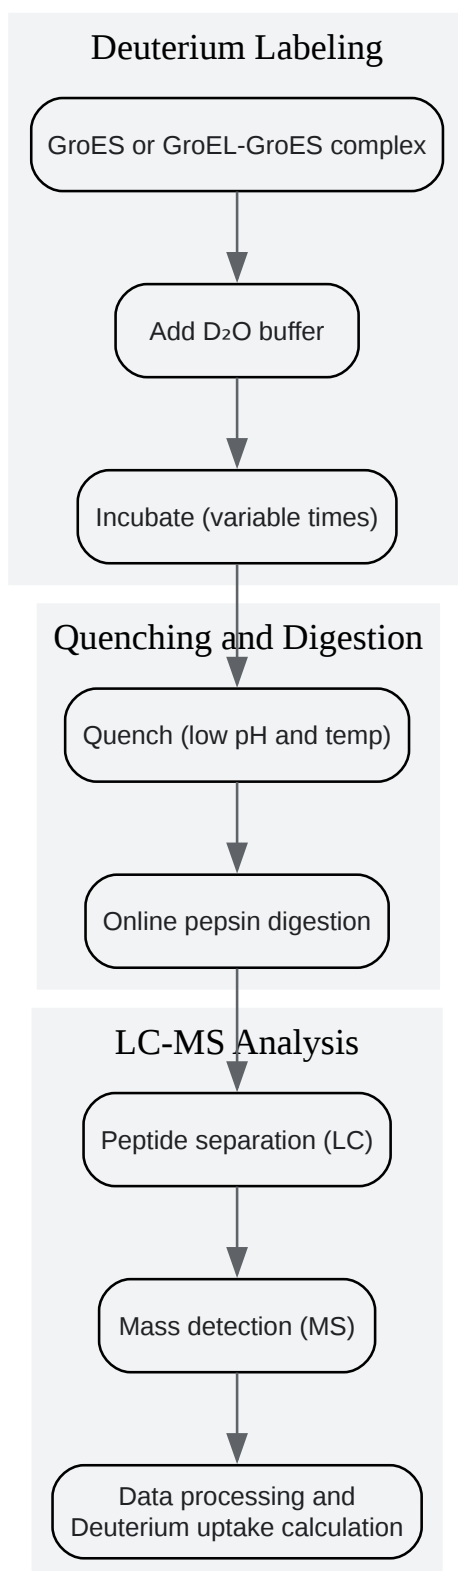 Deuterium Labeling
GroES or GroEL-GroES complex
Add D₂O buffer
Incubate (variable times)
Quenching and Digestion
Quench (low pH and temp)
Online pepsin digestion
LC-MS Analysis
Peptide separation (LC)
Mass detection (MS)
Data processing and
Deuterium uptake calculation